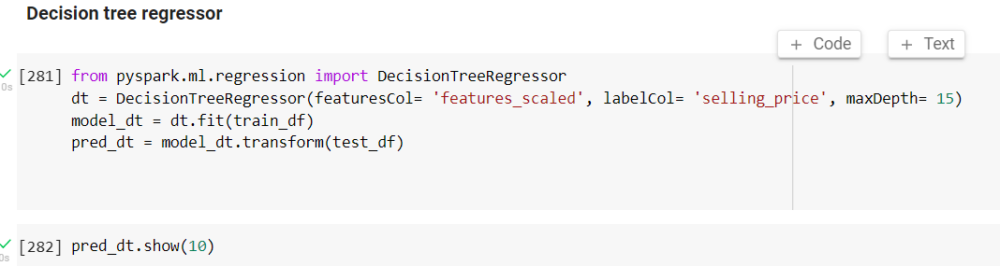 Decision tree regressor
+ Code + Text
[281] from pyspark.ml.regression import DecisionTreeRegressor
0s
dt = DecisionTreeRegressor(featuresCol= 'features_scaled', labelCol= 'selling_price', maxDepth= 15)
model_dt = dt.fit(train_df)
pred_dt = model_dt.transform(test_df)
[282] pred_dt.show(10)
0s